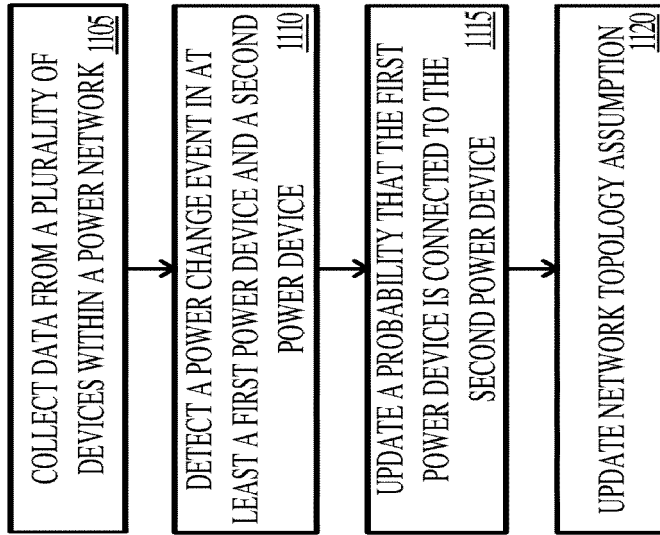 COLLECT DATA FROM A PLURALITY OF
DEVICES WITHIN A POWER NETWORK
1105
DETECT A POWER CHANGE EVENT IN AT
LEAST A FIRST POWER DEVICE AND A SECOND
POWER DEVICE
1110
UPDATE A PROBABILITY THAT THE FIRST
POWER DEVICE IS CONNECTED TO THE
SECOND POWER DEVICE
1115
UPDATE NETWORK TOPOLOGY ASSUMPTION
1120